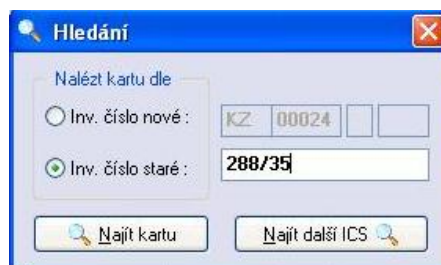 Hledání
Nalézt kartu dle
Inv. číslo nové : KZ 00024
Inv. číslo staré : 288/35
Najít kartu Najít další ICS